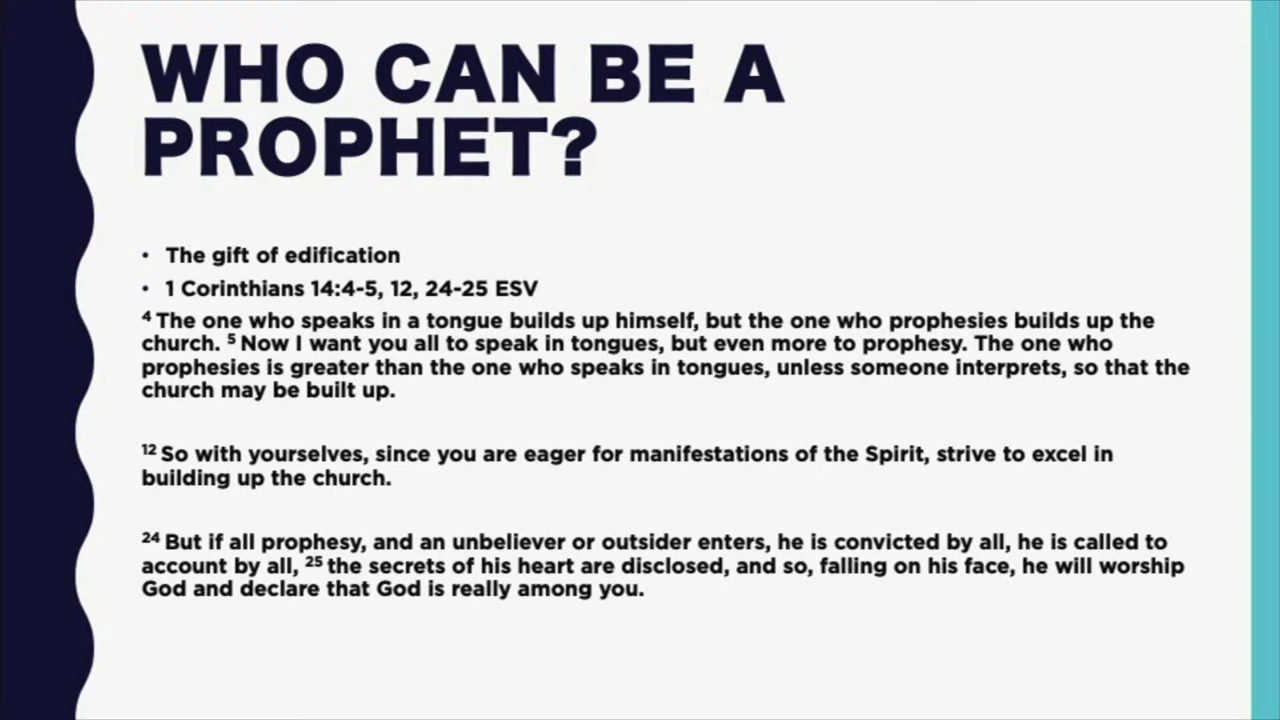 WHO CAN BE A
PROPHET?
• The gift of edification
• 1 Corinthians 14:4-5, 12, 24-25 ESV
4 The one who speaks in a tongue builds up himself, but the one who prophesies builds up the
church. 5 Now I want you all to speak in tongues, but even more to prophesy. The one who
prophesies is greater than the one who speaks in tongues, unless someone interprets, so that the
church may be built up.
12 So with yourselves, since you are eager for manifestations of the Spirit, strive to excel in
building up the church.
24 But if all prophesy, and an unbeliever or outsider enters, he is convicted by all, he is called to
account by all, 25 the secrets of his heart are disclosed, and so, falling on his face, he will worship
God and declare that God is really among you.